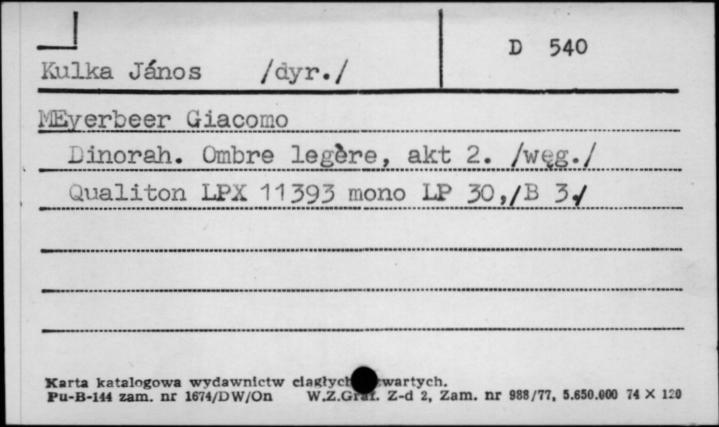 D 540
Kulka János /dyr./
MEyerbeer Giacomo
Dinorah. Ombre legère, akt 2. /węg./
Qualiton LPX 11393 mono LP 30,/B 3./
Karta katalogowa wydawnictw
Pu-B-144 zam. nr 1674/DW/On W.Z.Graf. Z-d 2, Zam. nr 988/77, 5.650.000 74 X 120